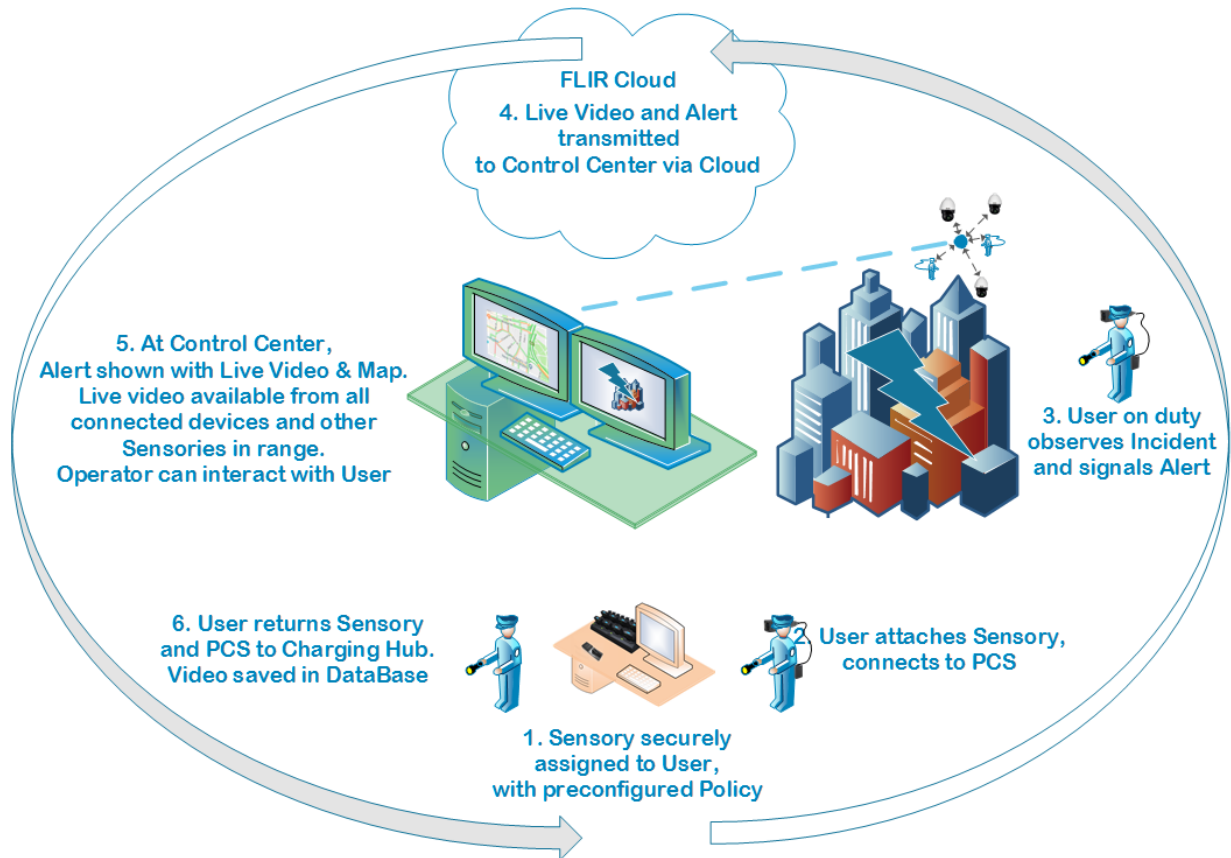 FLIR Cloud
4. Live Video and Alert
transmitted
to Control Center via Cloud
5. At Control Center,
Alert shown with Live Video & Map.
Live video available from all
connected devices and other
Sensories in range.
Operator can interact with User
3. User on duty
observes Incident
and signals Alert
6. User returns Sensory
and PCS to Charging Hub.
Video saved in DataBase
2. User attaches Sensory,
connects to PCS
1. Sensory securely
assigned to User,
with preconfigured Policy